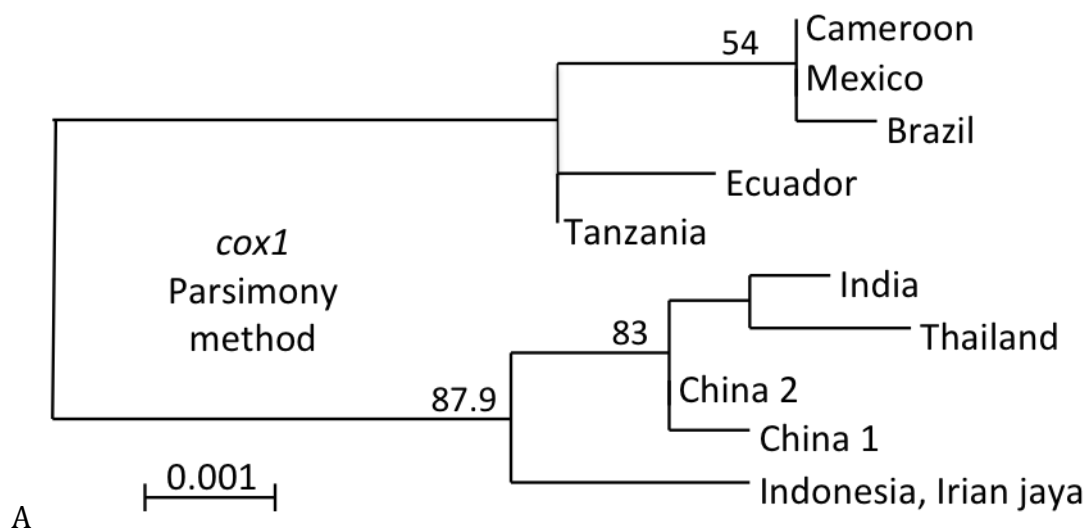 54
Cameroon
Mexico
Brazil
Ecuador
Tanzania
cox1
Parsimony
method
India
Thailand
83
China 2
China 1
87.9
Indonesia, Irian jaya
0.001
A